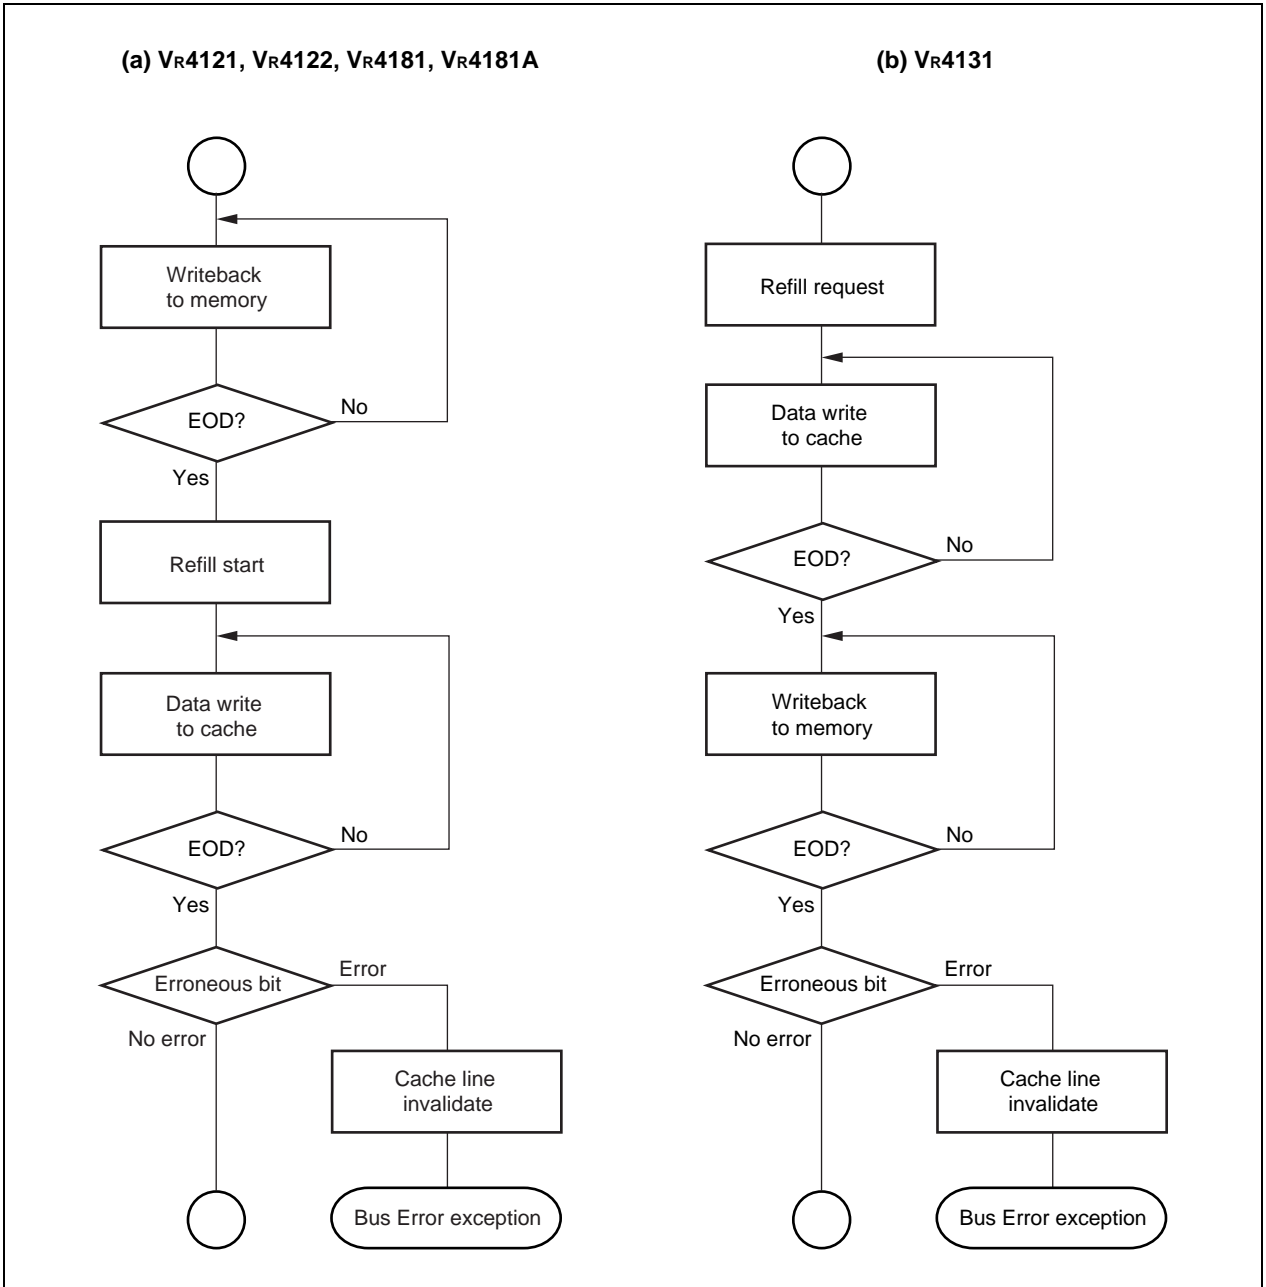 (a) VR4121, VR4122, VR4181, VR4181A
Writeback
to memory
EOD?
No
Yes
Refill start
Data write
to cache
EOD?
No
Yes
Erroneous bit
Error
No error
Cache line
invalidate
Bus Error exception
(b) VR4131
Refill request
Data write
to cache
EOD?
No
Yes
Writeback
to memory
EOD?
No
Yes
Erroneous bit
Error
No error
Cache line
invalidate
Bus Error exception